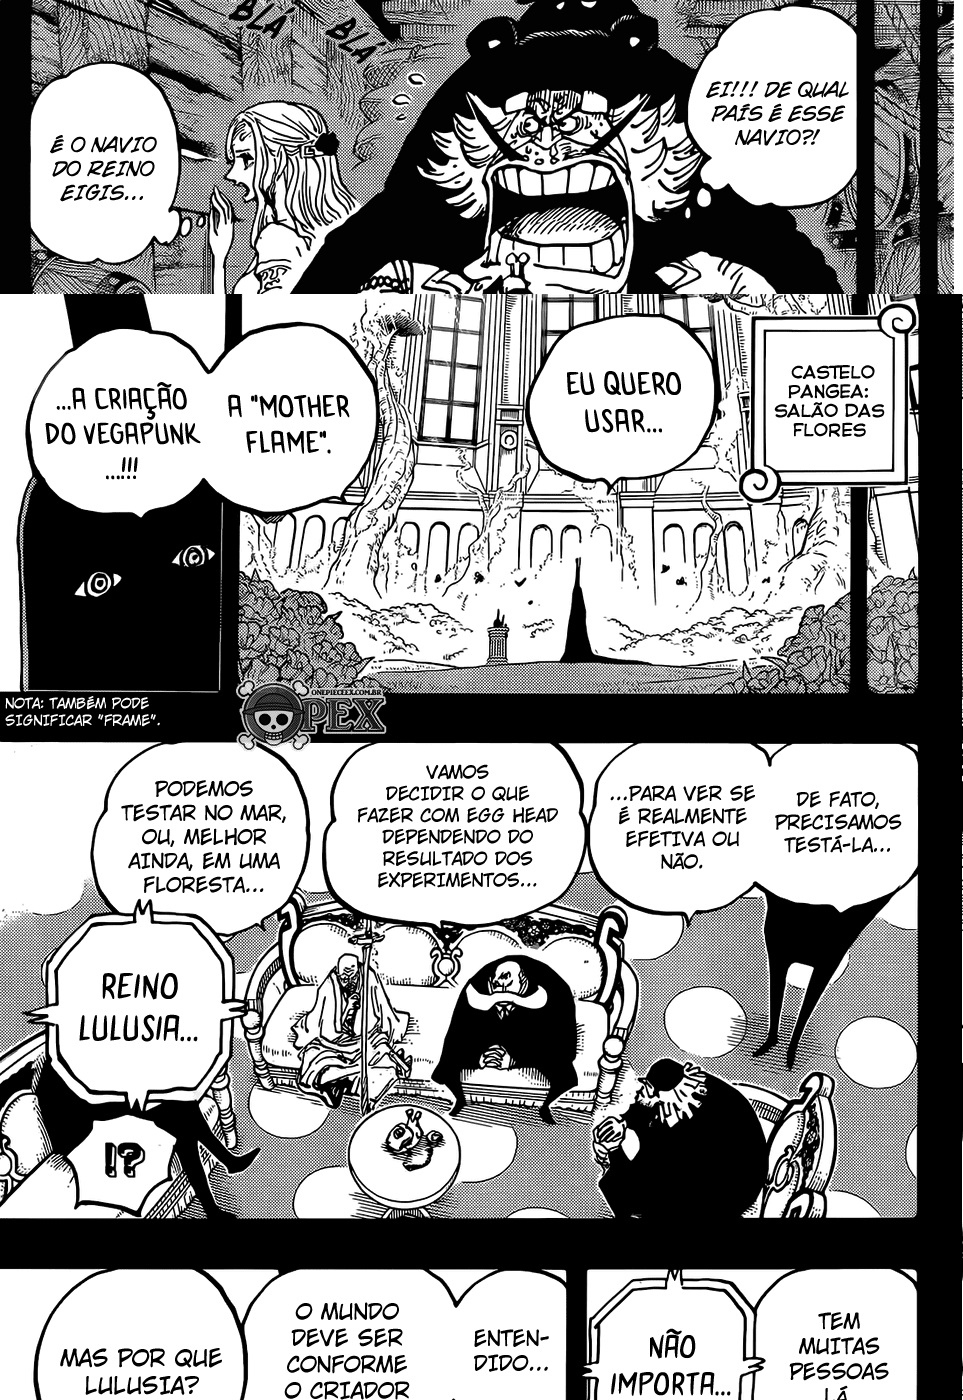 BLÁ
BLÁ
EI!!! DE QUAL
PAÍS É ESSE
NAVIO?!
É O NAVIO
DO REINO
EIGIS...
CASTELO
PANGEA:
SALÃO DAS
FLORES
EU QUERO
USAR...
A "MOTHER
FLAME".
...A CRIAÇÃO
DO VEGAPUNK
...!!!
NOTA: TAMBÉM PODE
SIGNIFICAR "FRAME".
ONEPIECEEX.COM.BR
OPEX
DE FATO,
PRECISAMOS
TESTÁ-LA...
...PARA VER SE
É REALMENTE
EFETIVA OU
NÃO.
VAMOS
DECIDIR O QUE
FAZER COM EGG HEAD
DEPENDENDO DO
RESULTADO DOS
EXPERIMENTOS...
PODEMOS
TESTAR NO MAR,
OU, MELHOR
AINDA, EM UMA
FLORESTA...
REINO
LULUSIA...
!?
TEM
MUITAS
PESSOAS
LÁ
NÃO
IMPORTA...
ENTEN-
DIDO...
O MUNDO
DEVE SER
CONFORME
O CRIADOR
MAS POR QUE
LULUSIA?